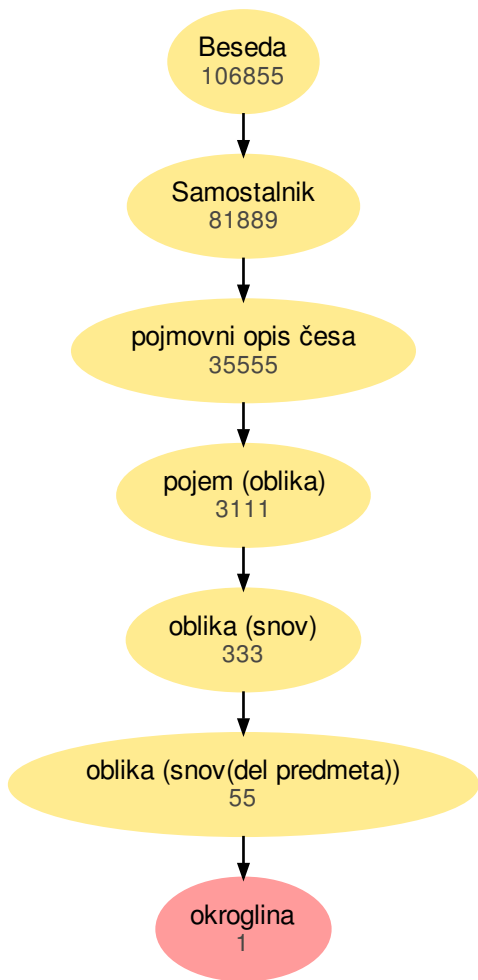 Beseda
106855
Samostalnik
81889
pojmovni opis česa
35555
pojem (oblika)
3111
oblika (snov)
333
oblika (snov(del predmeta))
55
okroglina
1